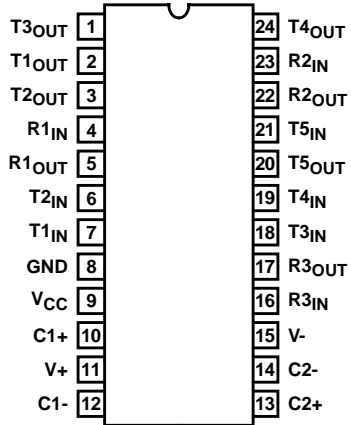 T3OUT 1 24 T4OUT
T1OUT 2 23 R2IN
T2OUT 3 22 R2OUT
R1IN 4 21 T5IN
R1OUT 5 20 T5OUT
T2IN 6 19 T4IN
T1IN 7 18 T3IN
GND 8 17 R3OUT
VCC 9 16 R3IN
C1+ 10 15 V-
V+ 11 14 C2-
C1- 12 13 C2+